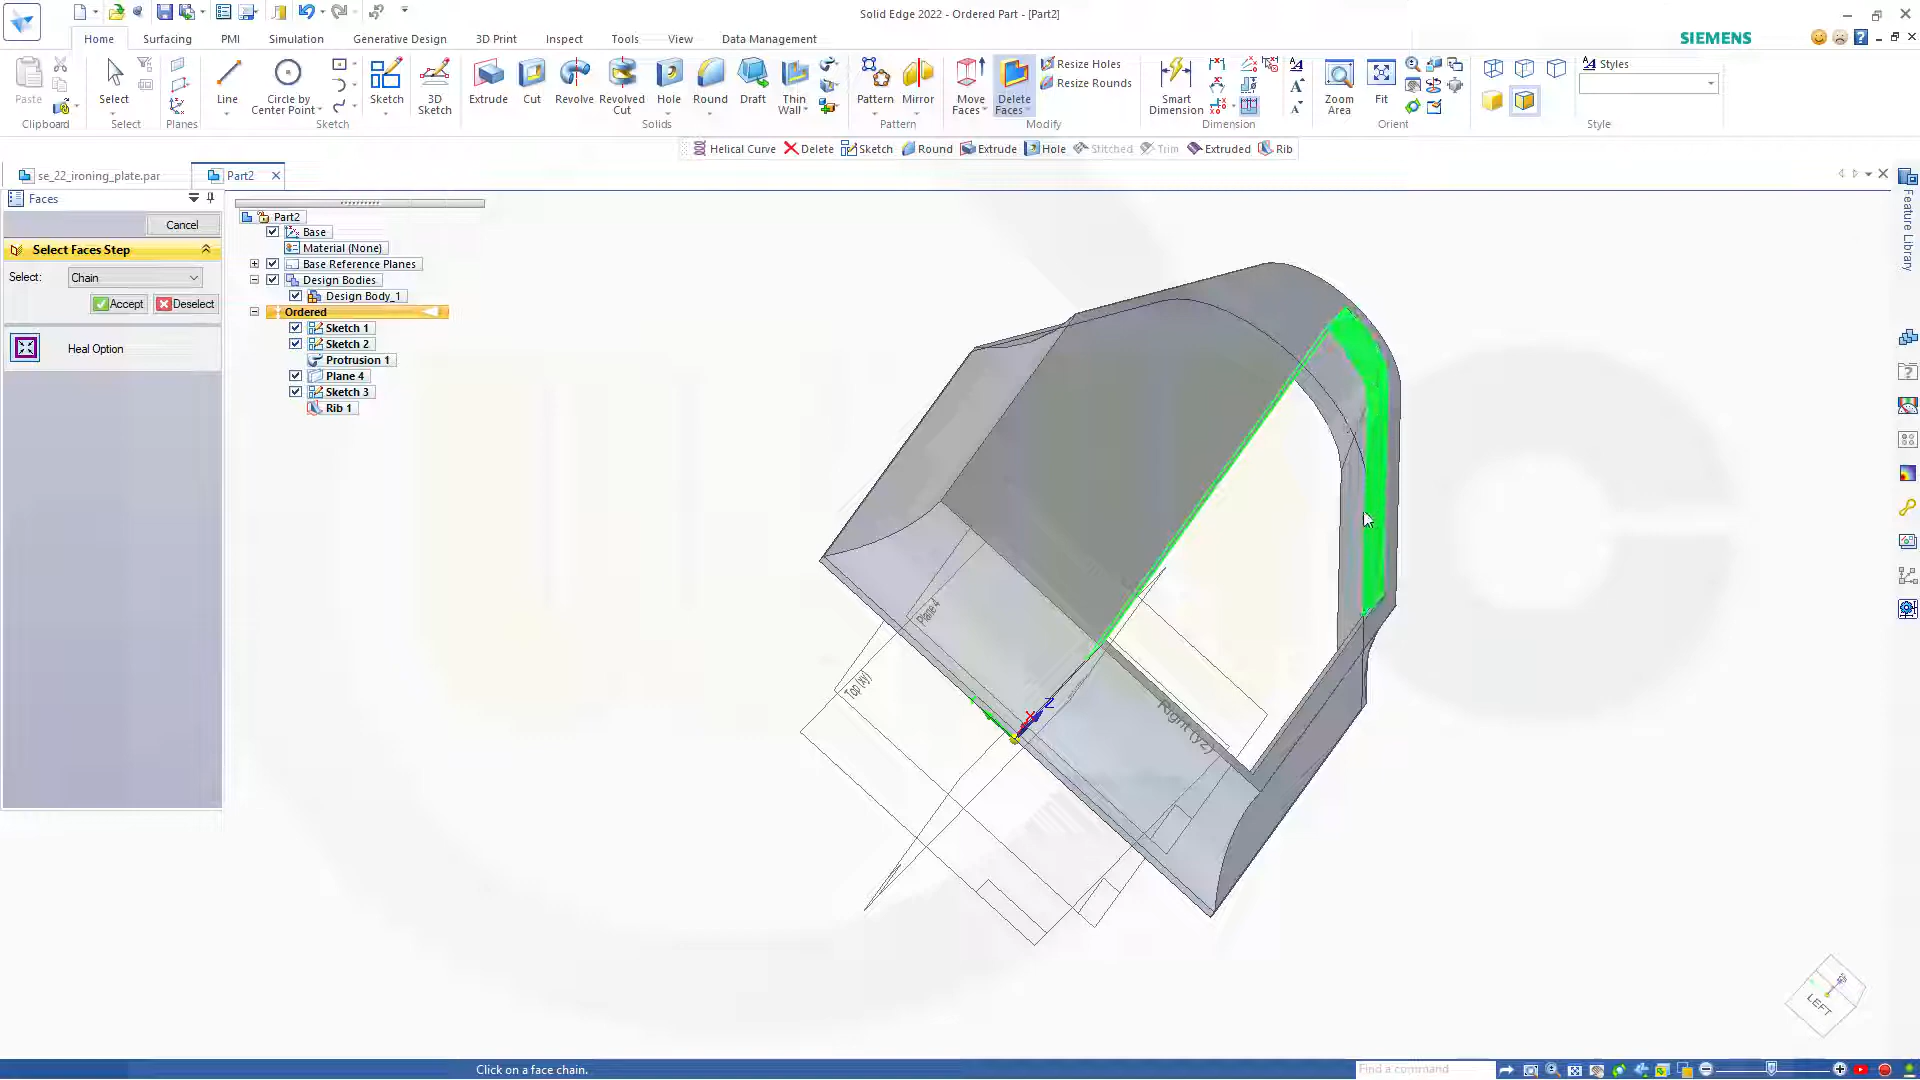 Solid Edge 2022 - Ordered Part - [Part2]
Home
Surfacing
PMI
Simulation
Generative Design
3D Print
Inspect
Tools
View
Data Management
SIEMENS
Paste
Clipboard
Select
Select
Planes
Line
Circle by
Center Point
Sketch
Sketch
3D
Sketch
Extrude
Cut
Revolve
Revolved
Cut
Hole
Round
Draft
Thin
Wall
Solids
Pattern
Mirror
Pattern
Move
Faces
Delete
Faces
Resize Holes
Resize Rounds
Modify
Smart
Dimension
Dimension
Zoom
Area
Fit
Orient
Styles
Style
Helical Curve
Delete
Sketch
Round
Extrude
Hole
Stitched
Trim
Extruded
Rib
se_22_ironing_plate.par
Part2
Faces
Cancel
Select Faces Step
Select:
Chain
Accept
Deselect
Heal Option
Part2
Base
Material (None)
Base Reference Planes
Design Bodies
Design Body_1
Ordered
Sketch 1
Sketch 2
Protrusion 1
Plane 4
Sketch 3
Rib 1
Feature Library
Plane 4
Top (xy)
Right (yz)
Z
LEFT
Click on a face chain.
Find a command